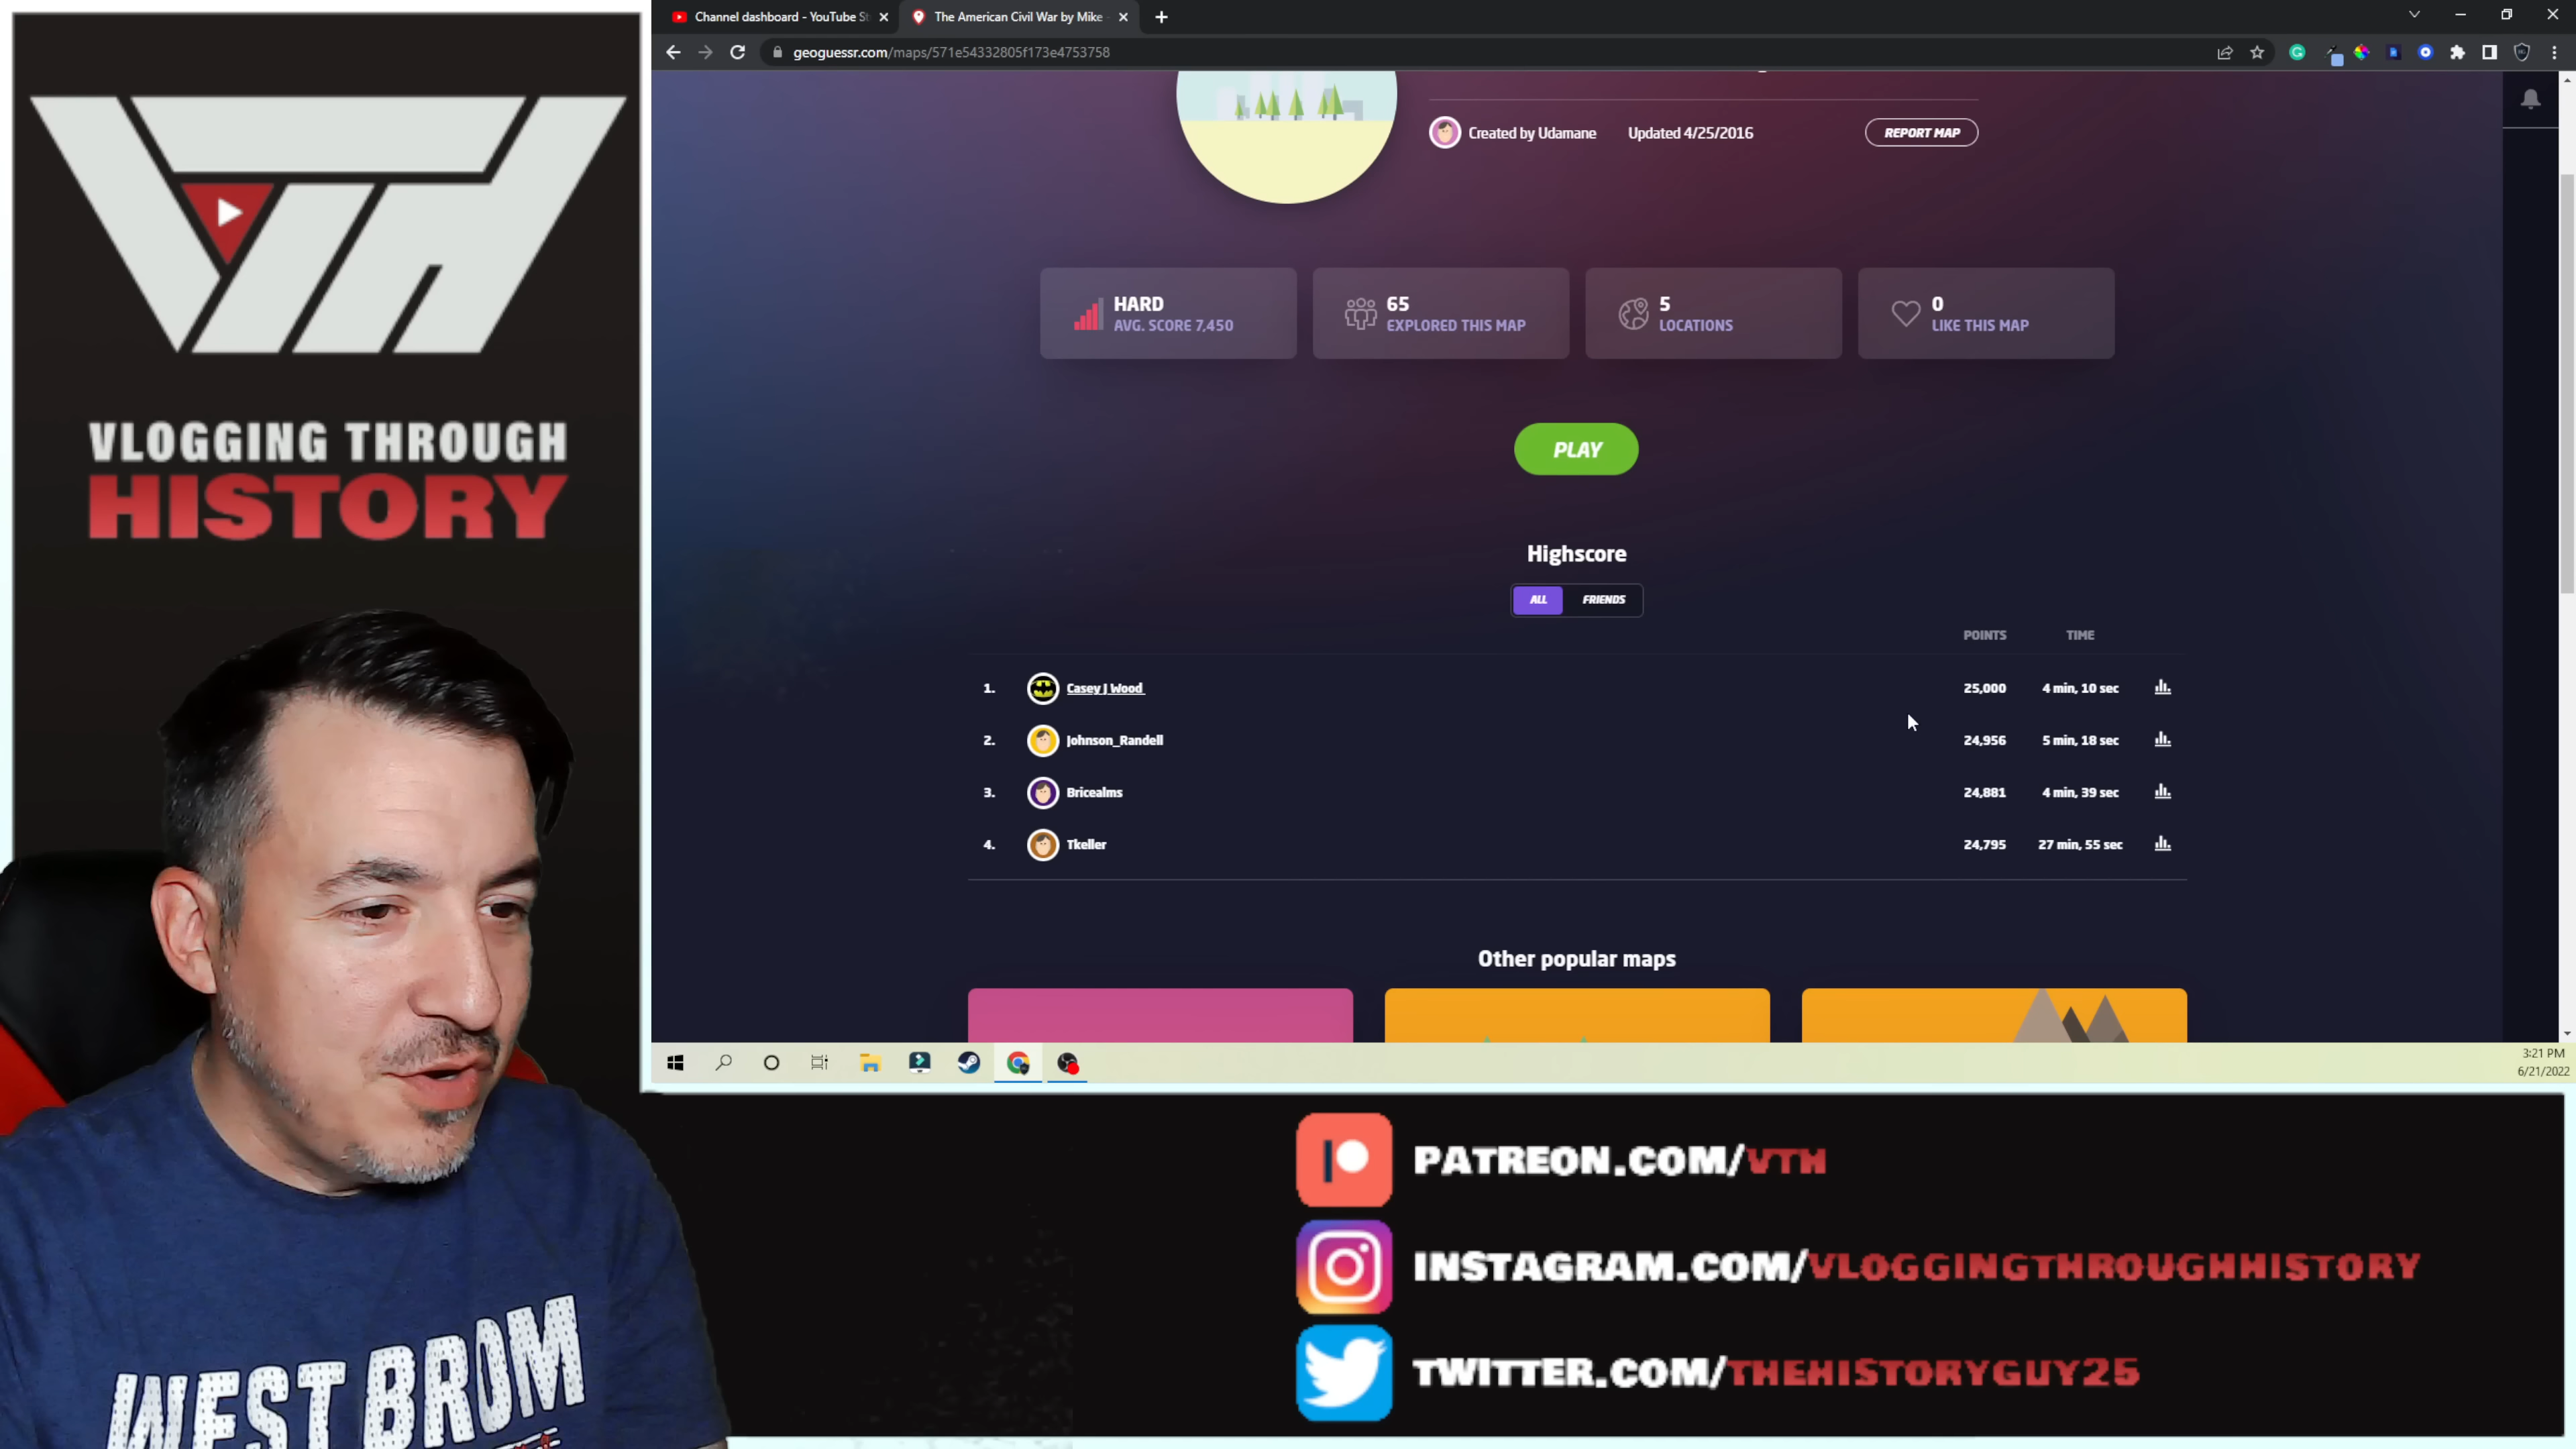 Channel dashboard - YouTube St
The American Civil War by Mike -
geoguessr.com/maps/571e54332805f173e4753758
Created by Udamane
Updated 4/25/2016
REPORT MAP
HARD
AVG. SCORE 7,450
65
EXPLORED THIS MAP
5
LOCATIONS
0
LIKE THIS MAP
PLAY
Highscore
ALL
FRIENDS
POINTS
TIME
1. Casey J Wood 25,000 4 min, 10 sec
2. Johnson_Randell 24,956 5 min, 18 sec
3. Bricealms 24,881 4 min, 39 sec
4. Tkeller 24,795 27 min, 55 sec
Other popular maps
3:21 PM
6/21/2022
VTH
VLOGGING THROUGH
HISTORY
WEST BROM
PATREON.COM/VTH
INSTAGRAM.COM/VLOGGINGTHROUGHHISTORY
TWITTER.COM/THEHISTORYGUY25